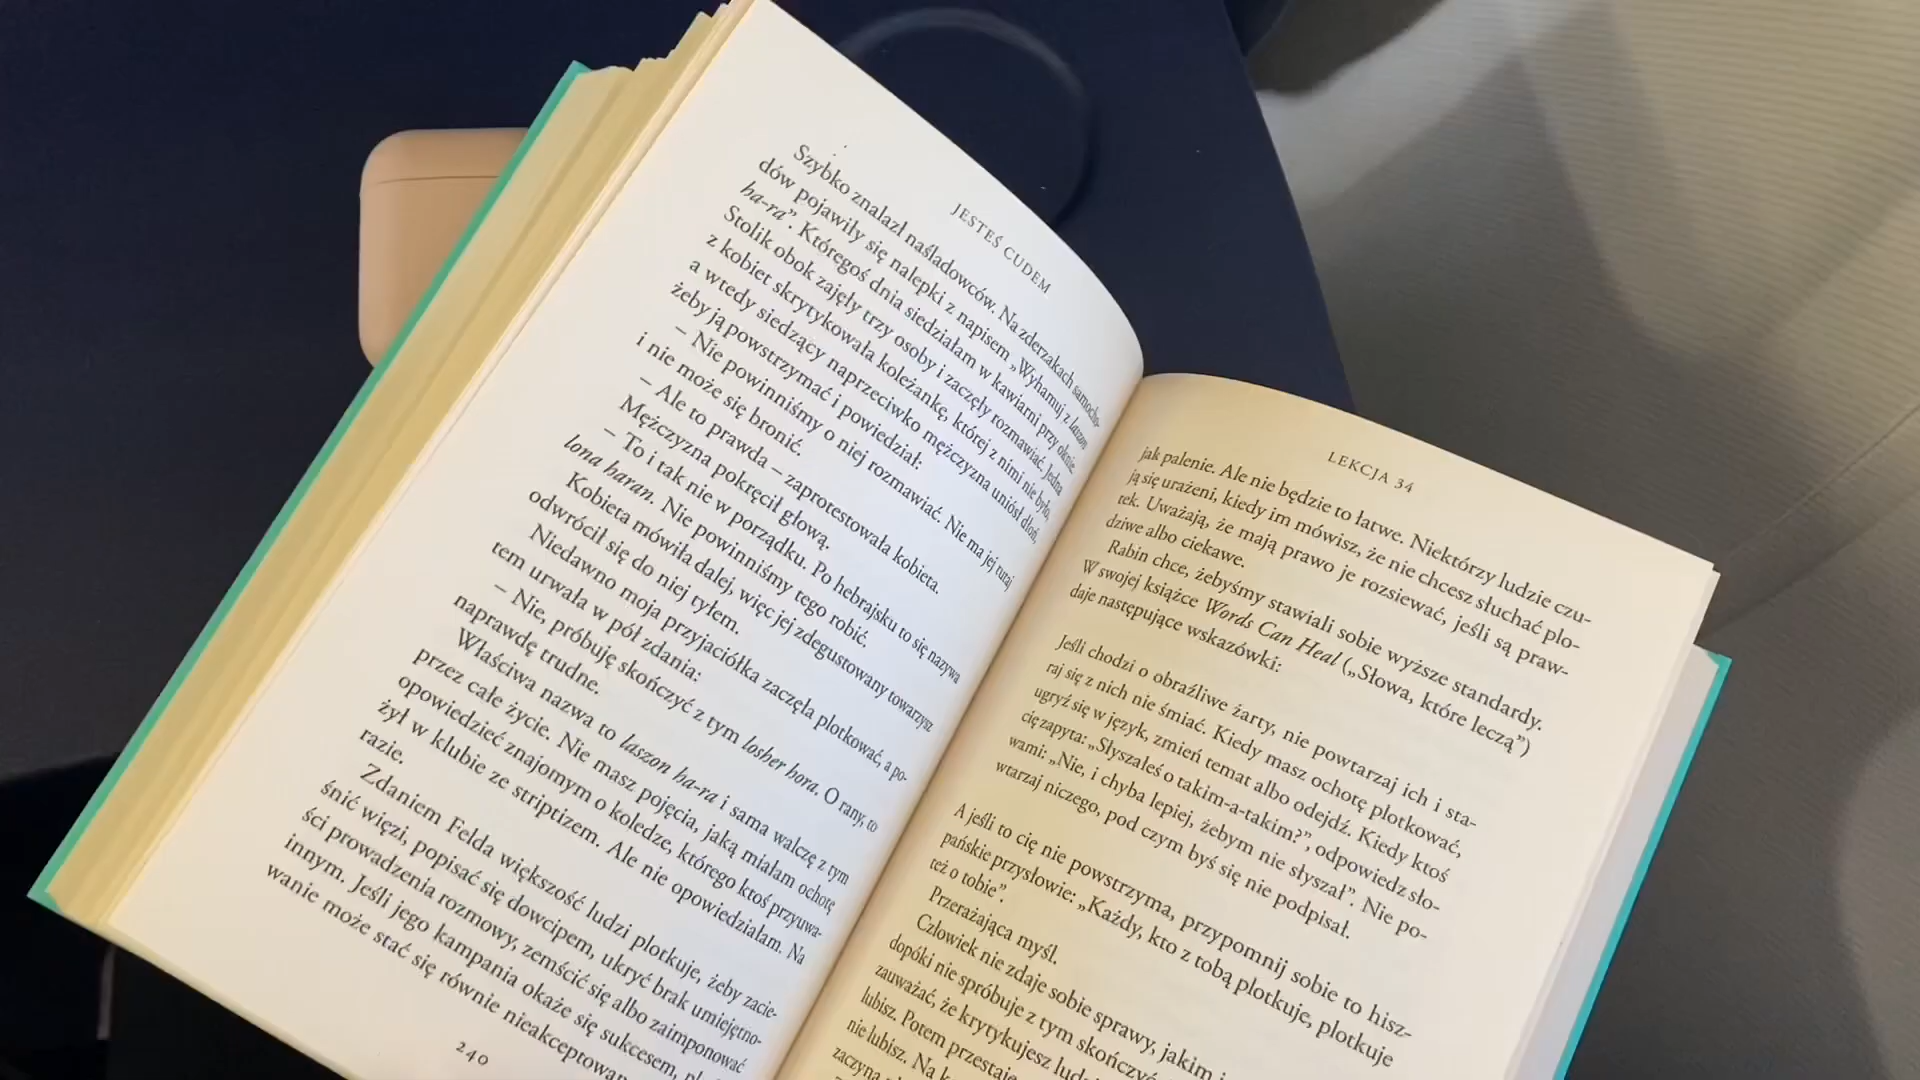 JESTEŚ CUDEM
Szybko znalazł naśladowców. Na zderzakach samocho-
dów pojawiły się nalepki z napisem „Wyhamuj z laszon
ha-ra”. Któregoś dnia siedziałam w kawiarni przy oknie.
Stolik obok zajęły trzy osoby i zaczęły rozmawiać. Jedna
z kobiet skrytykowała koleżankę, której z nimi nie było,
a wtedy siedzący naprzeciwko mężczyzna uniósł dłoń,
żeby ją powstrzymać i powiedział:
– Nie powinniśmy o niej rozmawiać. Nie ma jej tutaj
i nie może się bronić.
– Ale to prawda – zaprotestowała kobieta.
Mężczyzna pokręcił głową.
– To i tak nie w porządku. Po hebrajsku to się nazywa
lona haran. Nie powinniśmy tego robić.
Kobieta mówiła dalej, więc jej zdegustowany towarzysz
odwrócił się do niej tyłem.
Niedawno moja przyjaciółka zaczęła plotkować, a po-
tem urwała w pół zdania:
– Nie, próbuję skończyć z tym losher hora. O rany, to
naprawdę trudne.
Właściwa nazwa to laszon ha-ra i sama walczę z tym
przez całe życie. Nie masz pojęcia, jaką miałam ochotę
opowiedzieć znajomym o koledze, którego ktoś przyuwa-
żył w klubie ze striptizem. Ale nie opowiedziałam. Na
razie.
Zdaniem Felda większość ludzi plotkuje, żeby zacie-
śnić więzi, popisać się dowcipem, ukryć brak umiejętno-
ści prowadzenia rozmowy, zemścić się albo zaimponować
innym. Jeśli jego kampania okaże się sukcesem,
wanie może stać się równie
240
LEKCJA 34
jak palenie. Ale nie będzie to łatwe. Niektórzy ludzie czu-
ją się urażeni, kiedy im mówisz, że nie chcesz słuchać plo-
tek. Uważają, że mają prawo je rozsiewać, jeśli są praw-
dziwe albo ciekawe.
Rabin chce, żebyśmy stawiali sobie wyższe standardy.
W swojej książce Words Can Heal („Słowa, które leczą”)
daje następujące wskazówki:
Jeśli chodzi o obraźliwe żarty, nie powtarzaj ich i sta-
raj się z nich nie śmiać. Kiedy masz ochotę plotkować,
ugryź się w język, zmień temat albo odejdź. Kiedy ktoś
cię zapyta: „Słyszałeś o takim-a-takim?”, odpowiedz sło-
wami: „Nie, i chyba lepiej, żebym nie słyszał”. Nie po-
wtarzaj niczego, pod czym byś się nie podpisał.
A jeśli to cię nie powstrzyma, przypomnij sobie to hisz-
pańskie przysłowie: „Każdy, kto z tobą plotkuje, plotkuje
też o tobie”.
Przerażająca myśl.
Człowiek nie zdaje sobie sprawy, jakim
dopóki nie spróbuje z tym skończyć
zauważać, że krytykujesz
lubisz. Potem przestaje
nie lubisz. Na
zaczyna